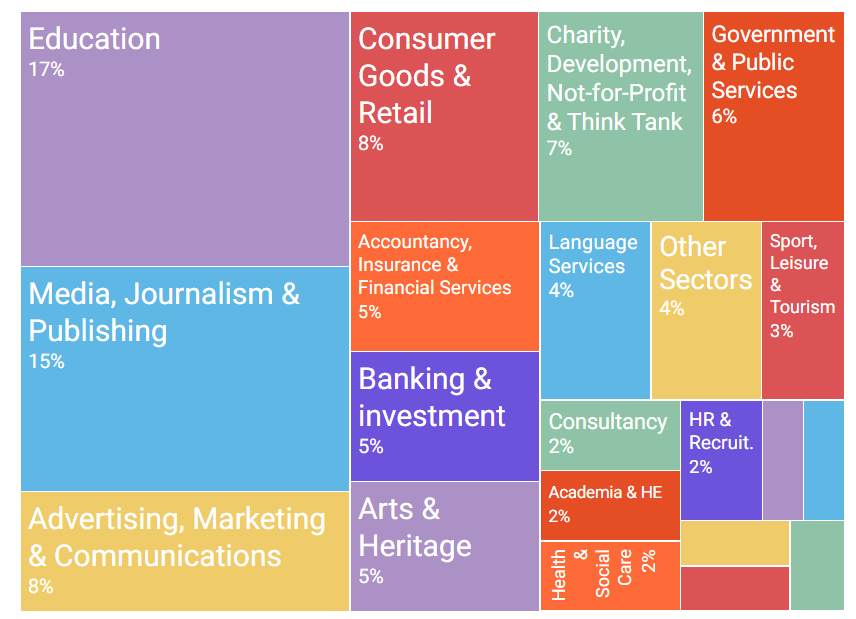 Education
17%
Media, Journalism &
Publishing
15%
Advertising, Marketing
& Communications
8%
Consumer
Goods &
Retail
8%
Charity,
Development,
Not-for-Profit
& Think Tank
7%
Government
& Public
Services
6%
Accountancy,
Insurance &
Financial Services
5%
Banking &
investment
5%
Arts &
Heritage
5%
Language
Services
4%
Other
Sectors
4%
Sport,
Leisure
&
Tourism
3%
Consultancy
2%
Academia & HE
2%
Health
&
Social
Care
2%
HR &
Recruit.
2%